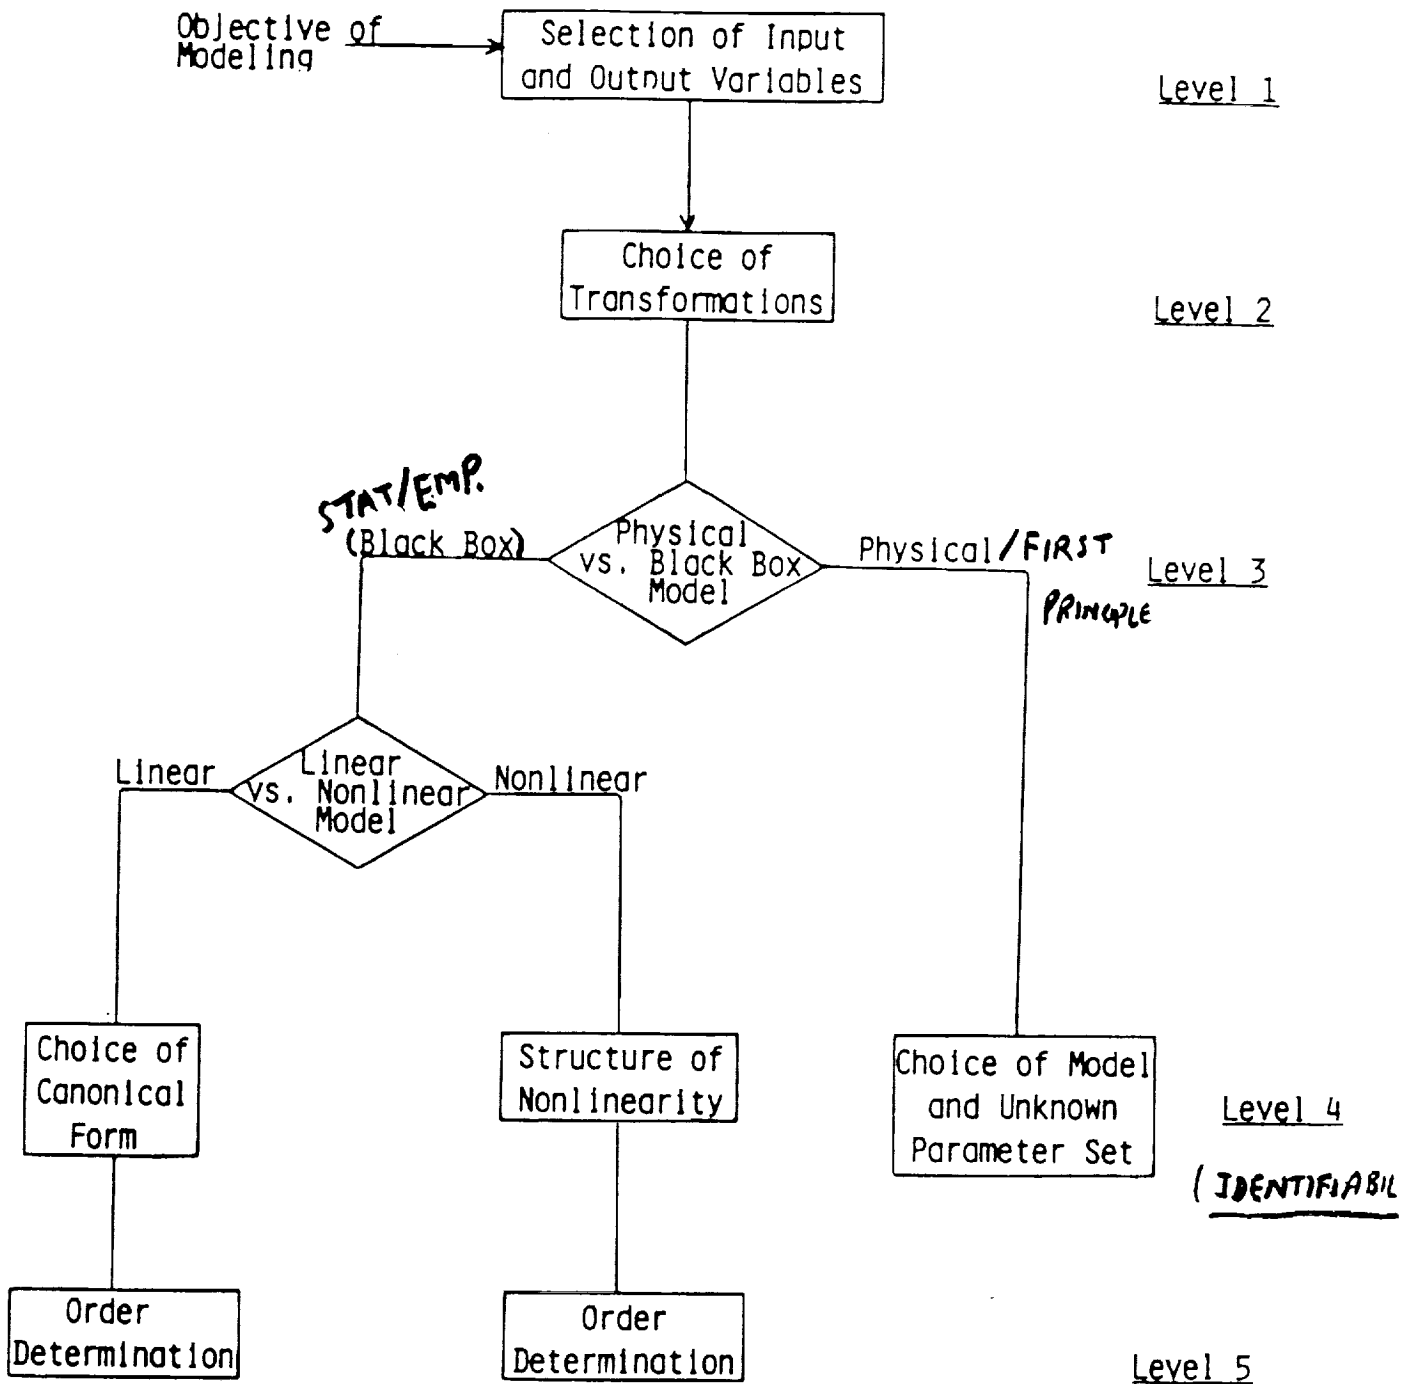 Objective of
Modeling
Selection of Input
and Output Variables
Level 1
Choice of
Transformations
Level 2
STAT/EMP.
(Black Box)
Physical
vs. Black Box
Model
Physical/FIRST
PRINCIPLE
Level 3
Linear
Linear
vs. Nonlinear
Model
Nonlinear
Choice of
Canonical
Form
Structure of
Nonlinearity
Choice of Model
and Unknown
Parameter Set
Level 4
(IDENTIFIABIL
Order
Determination
Order
Determination
Level 5